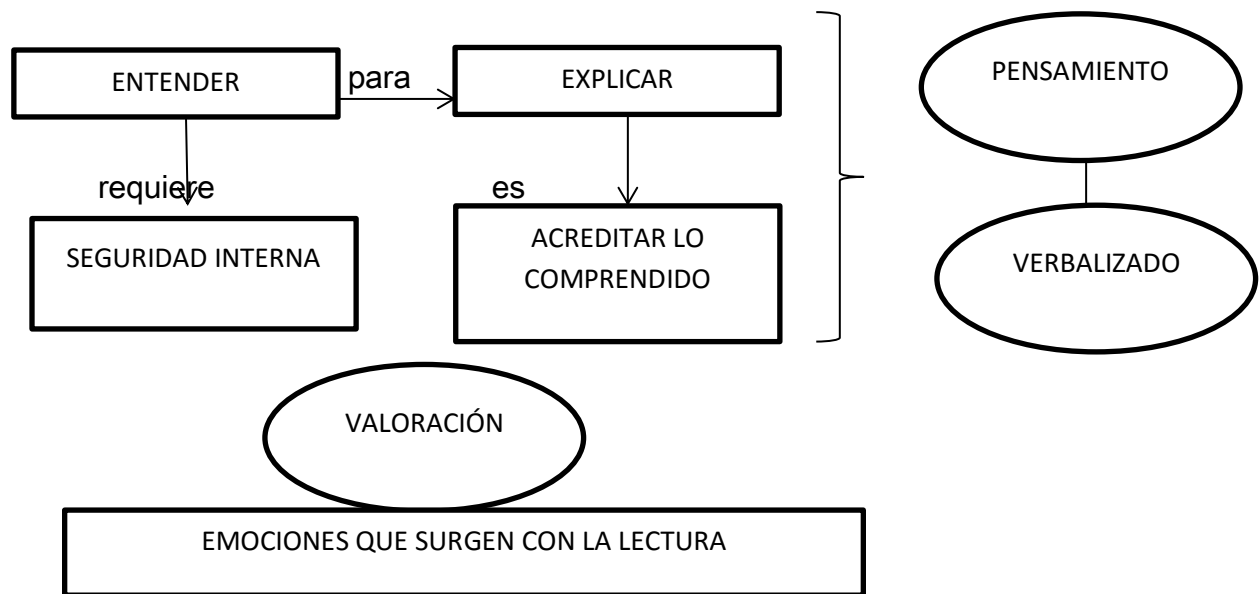 ENTENDER
para
EXPLICAR
PENSAMIENTO
requiere
es
SEGURIDAD INTERNA
ACREDITAR LO
COMPRENDIDO
VERBALIZADO
VALORACIÓN
EMOCIONES QUE SURGEN CON LA LECTURA